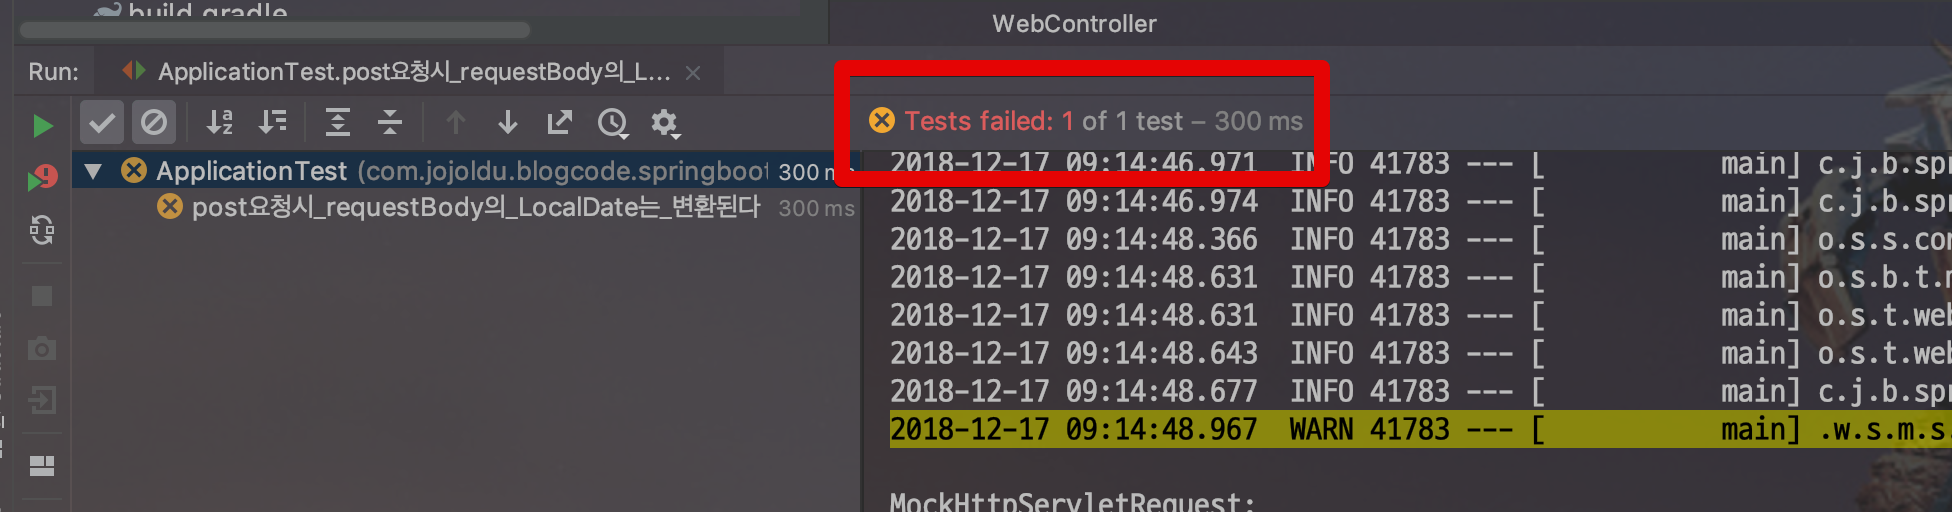 build.gradle
WebController
Run: ApplicationTest.post요청시_requestBody의_L...
Tests failed: 1 of 1 test – 300 ms
ApplicationTest (com.jojoldu.blogcode.springboot 300 ms
post요청시_requestBody의_LocalDate는_변환된다 300 ms
2018-12-17 09:14:46.971 INFO 41783 --- [ main] c.j.b.spr
2018-12-17 09:14:46.974 INFO 41783 --- [ main] c.j.b.spr
2018-12-17 09:14:48.366 INFO 41783 --- [ main] o.s.s.con
2018-12-17 09:14:48.631 INFO 41783 --- [ main] o.s.b.t.m
2018-12-17 09:14:48.631 INFO 41783 --- [ main] o.s.t.web
2018-12-17 09:14:48.643 INFO 41783 --- [ main] o.s.t.web
2018-12-17 09:14:48.677 INFO 41783 --- [ main] c.j.b.spr
2018-12-17 09:14:48.967 WARN 41783 --- [ main] .w.s.m.s.
MockHttpServletRequest: